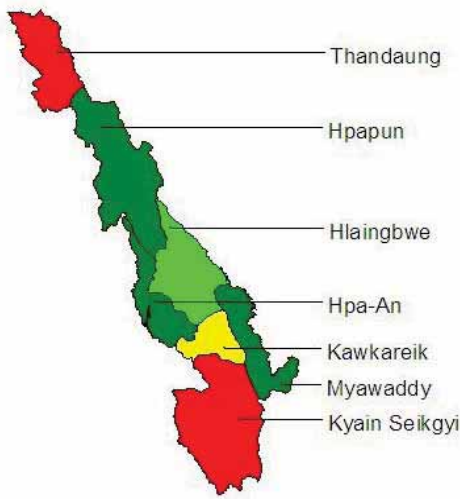 Thandaung
Hpapun
Hlaingbwe
Hpa-An
Kawkareik
Myawaddy
Kyain Seikgyi